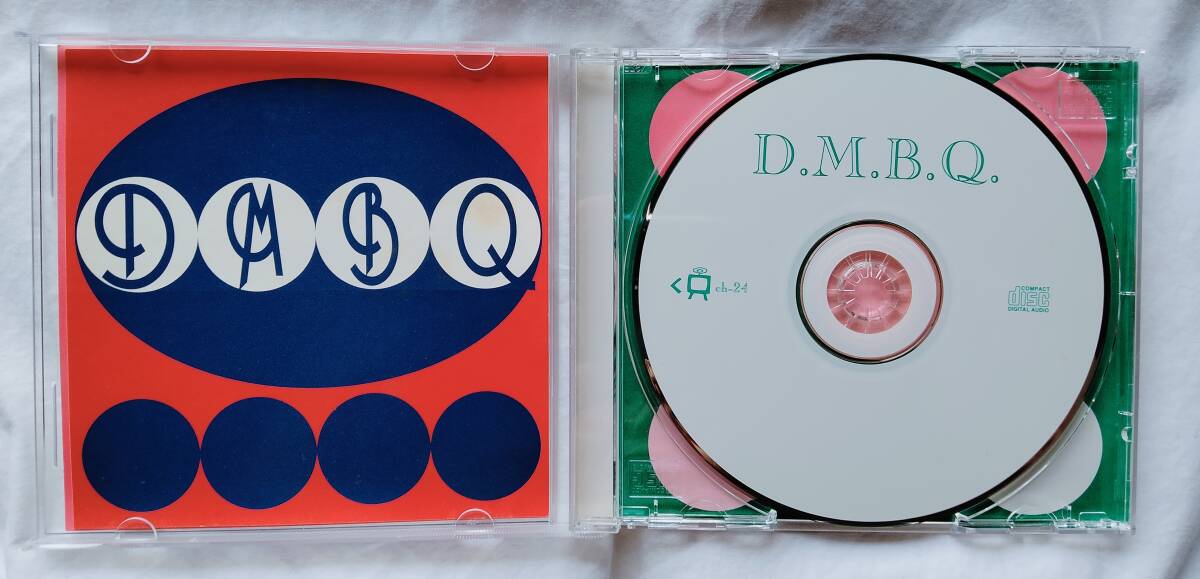 DMBQ
D.M.B.Q.
ch-24
COMPACT
disc
DIGITAL AUDIO